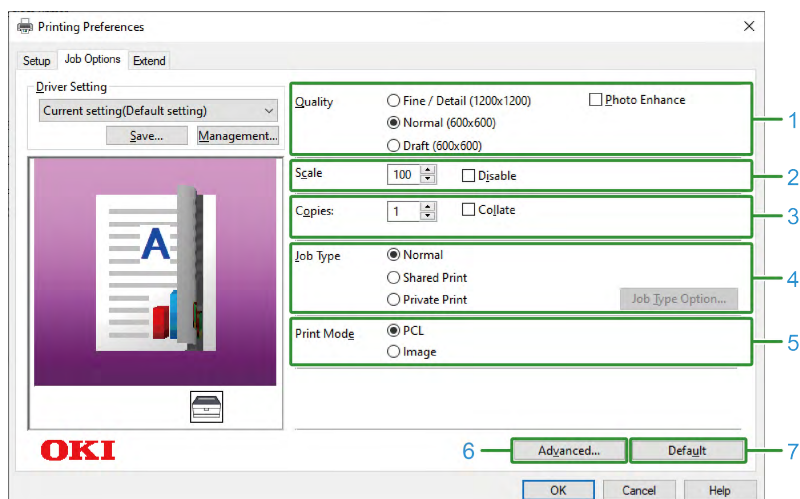 Printing Preferences
Setup Job Options Extend
Driver Setting
Current setting(Default setting)
Save... Management...
A
OKI
Quality Fine / Detail (1200x1200) Photo Enhance
Normal (600x600)
Draft (600x600)
1
Scale 100 Disable
2
Copies: 1 Collate
3
Job Type Normal
Shared Print
Private Print Job Type Option...
4
Print Mode PCL
Image
5
6 Advanced... Default 7
OK Cancel Help